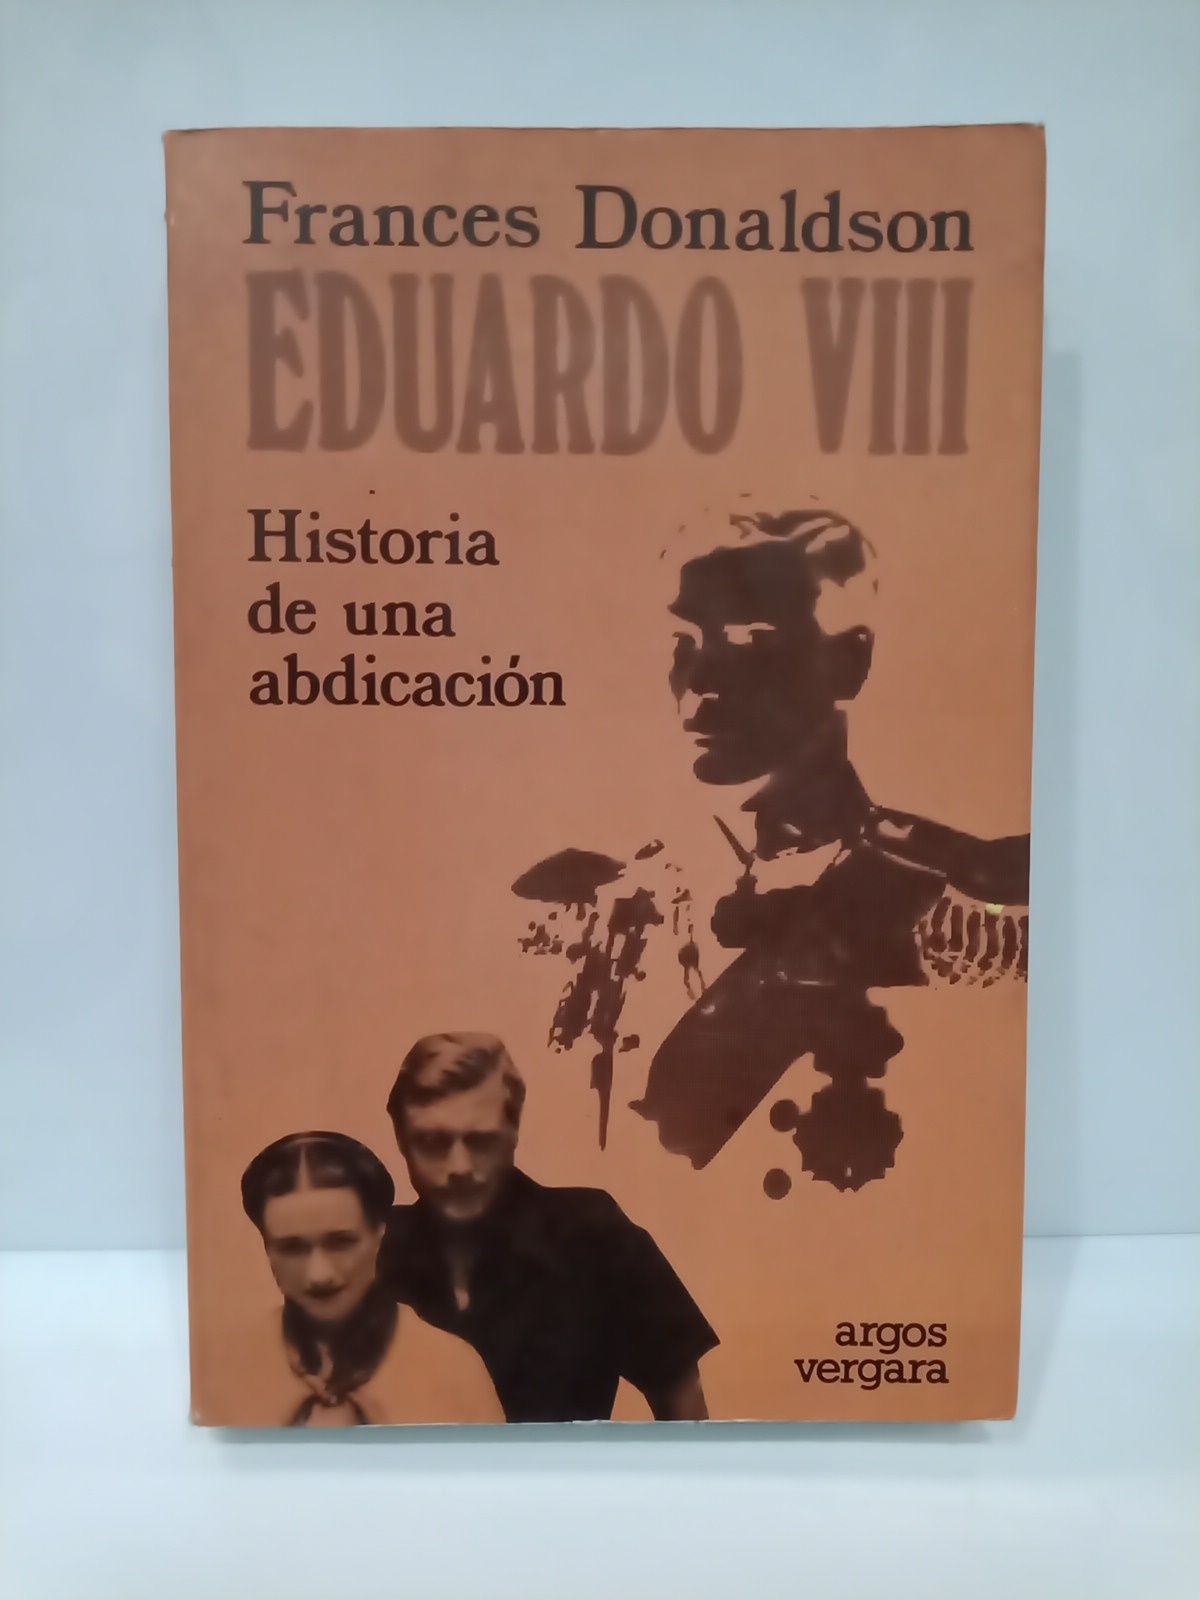 Frances Donaldson
EDUARDO VIII
Historia
de una
abdicación
argos
vergara